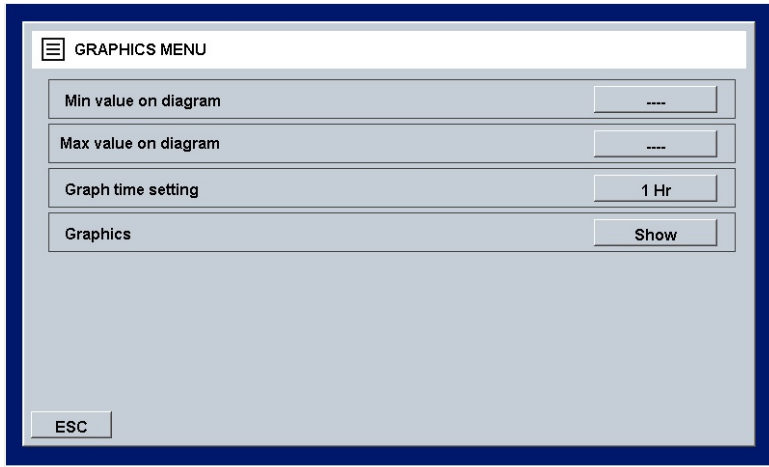 GRAPHICS MENU
Min value on diagram ----
Max value on diagram ----
Graph time setting 1 Hr
Graphics Show
ESC